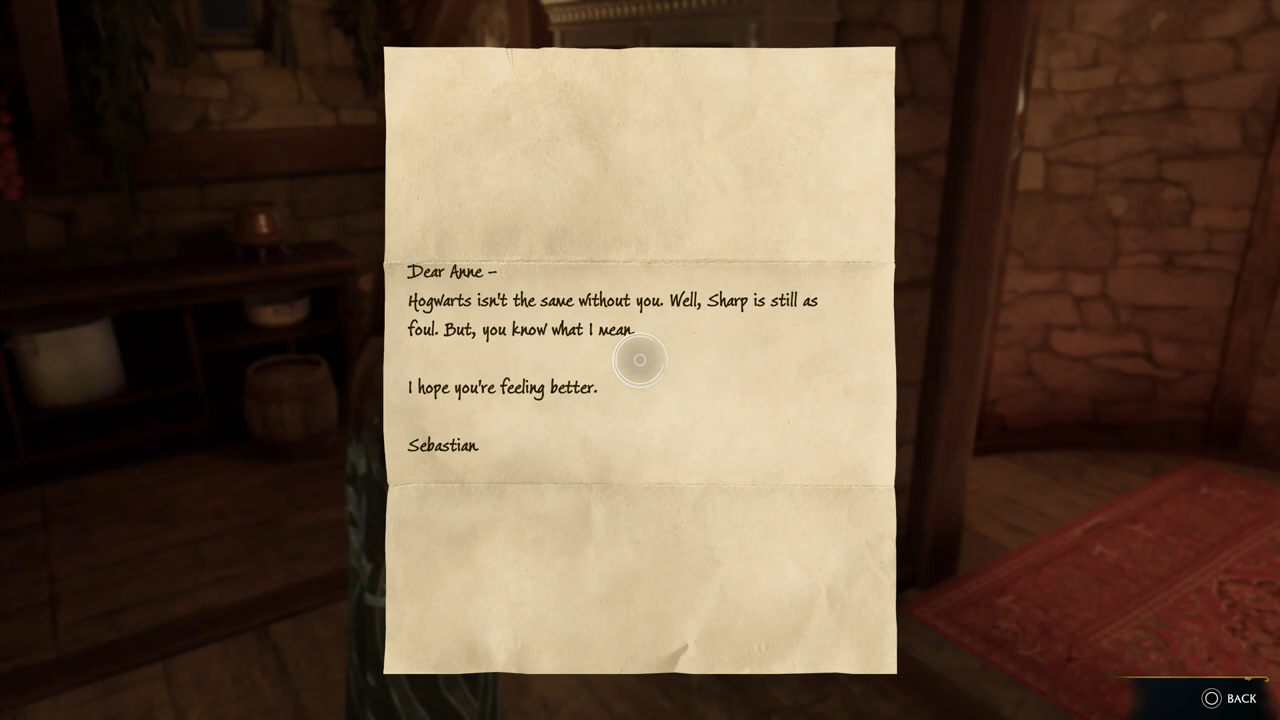 Dear Anne –
Hogwarts isn't the same without you. Well, Sharp is still as
foul. But, you know what I mean.
I hope you're feeling better.
Sebastian
BACK